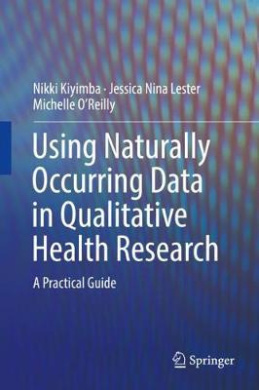 Nikki Kiyimba · Jessica Nina Lester
Michelle O'Reilly
Using Naturally
Occurring Data
in Qualitative
Health Research
A Practical Guide
Springer